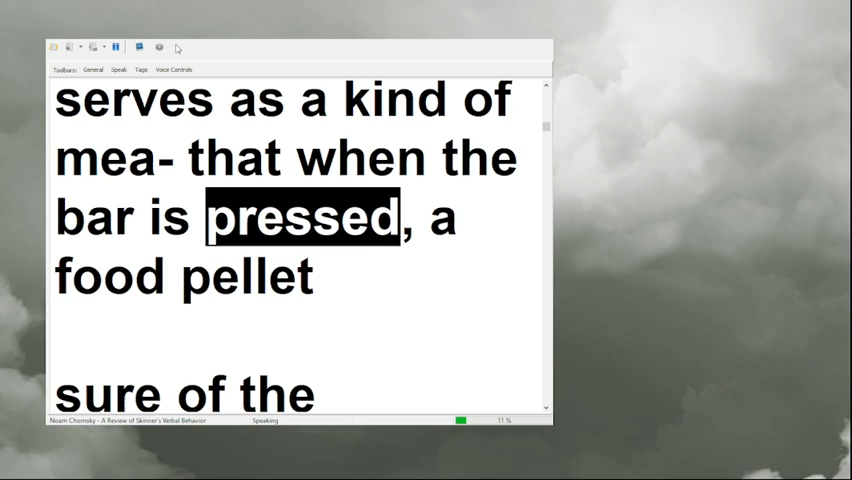 Toolbars: General Speak Tags Voice Controls
serves as a kind of
mea- that when the
bar is pressed, a
food pellet
sure of the
Noam Chomsky - A Review of Skinner's Verbal Behavior Speaking 11 %